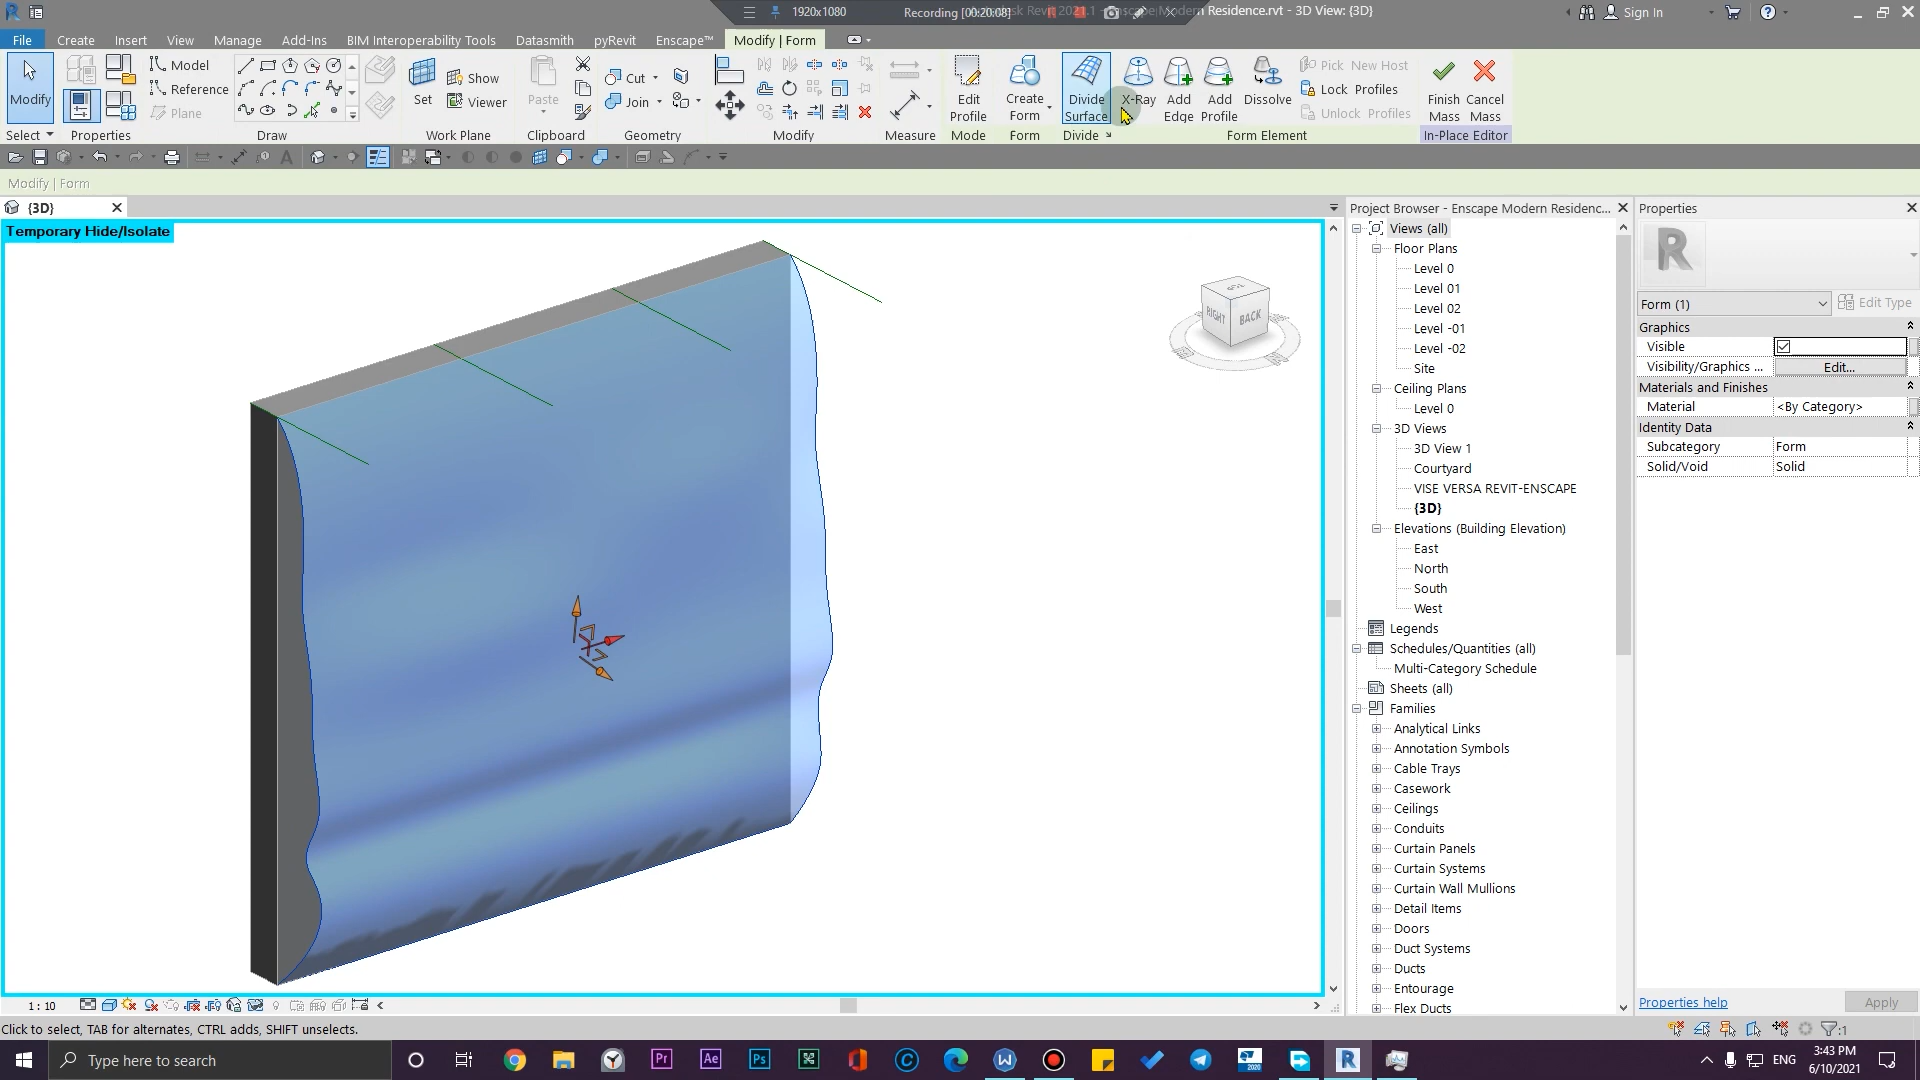 1920x1080
Recording [00:20:08]
Modern Residence.rvt - 3D View: {3D}
Sign In
File Create Insert View Manage Add-Ins BIM Interoperability Tools Datasmith pyRevit Enscape™ Modify | Form
Modify
Select
Properties
Model
Reference
Plane
Draw
Set
Show
Viewer
Work Plane
Paste
Clipboard
Cut
Join
Geometry
Modify
Measure
Edit Profile
Mode
Create Form
Form
Divide Surface
Divide
X-Ray
Add Edge
Add Profile
Dissolve
Pick New Host
Lock Profiles
Unlock Profiles
Form Element
Finish Mass
Cancel Mass
In-Place Editor
Modify | Form
{3D}
Temporary Hide/Isolate
TOP
RIGHT
BACK
Project Browser - Enscape Modern Residenc...
Views (all)
Floor Plans
Level 0
Level 01
Level 02
Level -01
Level -02
Site
Ceiling Plans
Level 0
3D Views
3D View 1
Courtyard
VISE VERSA REVIT-ENSCAPE
{3D}
Elevations (Building Elevation)
East
North
South
West
Legends
Schedules/Quantities (all)
Multi-Category Schedule
Sheets (all)
Families
Analytical Links
Annotation Symbols
Cable Trays
Casework
Ceilings
Conduits
Curtain Panels
Curtain Systems
Curtain Wall Mullions
Detail Items
Doors
Duct Systems
Ducts
Entourage
Flex Ducts
Properties
Form (1)
Edit Type
Graphics
Visible
Visibility/Graphics ... Edit...
Materials and Finishes
Material <By Category>
Identity Data
Subcategory Form
Solid/Void Solid
Properties help
Apply
1 : 10
Click to select, TAB for alternates, CTRL adds, SHIFT unselects.
:1
Type here to search
Pr
Ae
Ps
2020
ENG
3:43 PM
6/10/2021